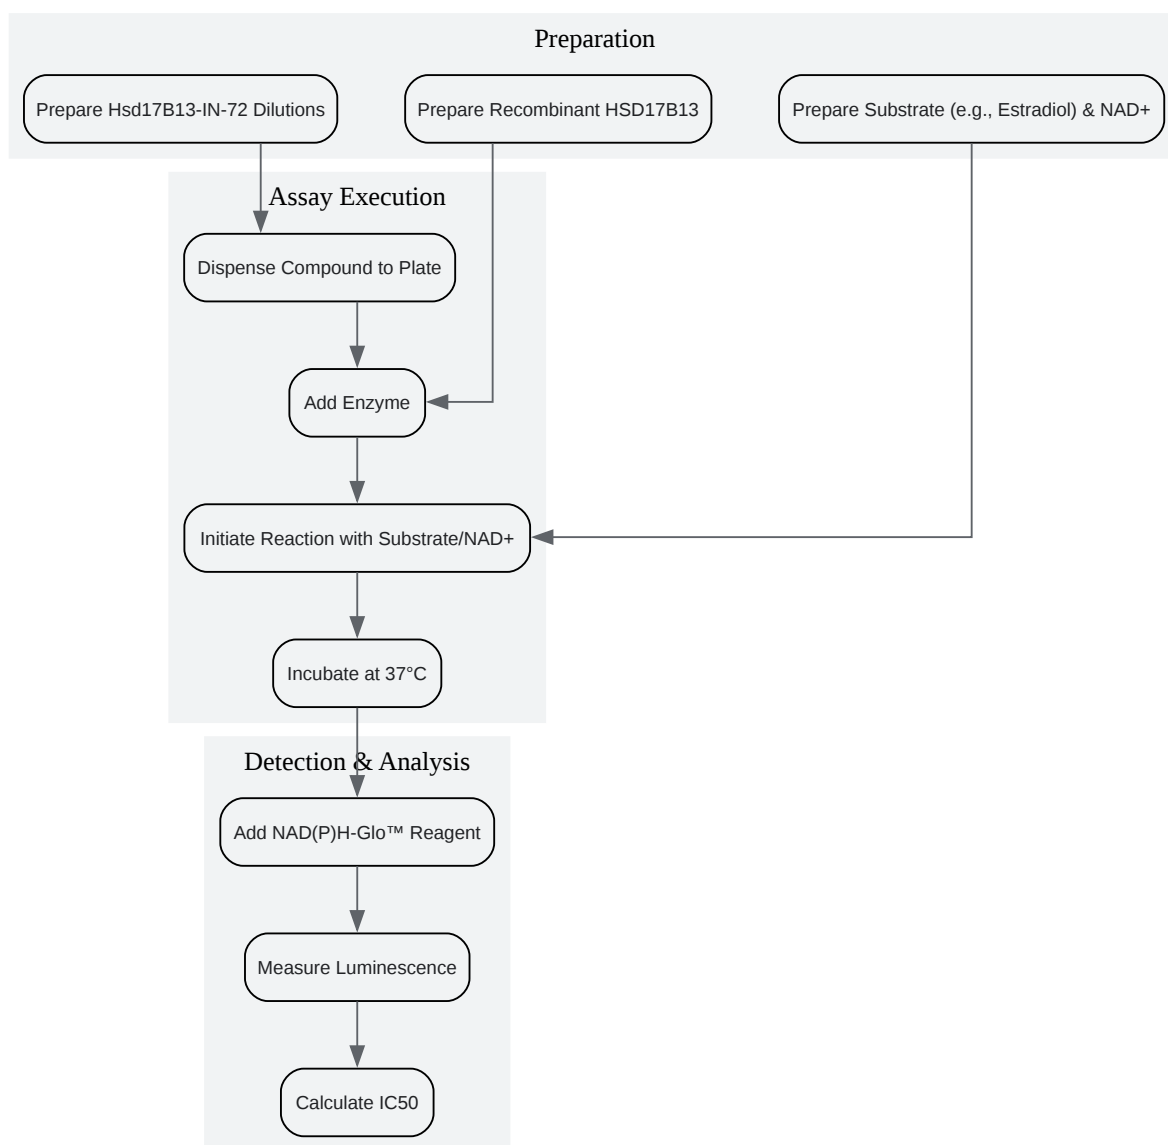 Preparation
Prepare Hsd17B13-IN-72 Dilutions
Prepare Recombinant HSD17B13
Prepare Substrate (e.g., Estradiol) & NAD+
Assay Execution
Dispense Compound to Plate
Add Enzyme
Initiate Reaction with Substrate/NAD+
Incubate at 37°C
Detection & Analysis
Add NAD(P)H-Glo™ Reagent
Measure Luminescence
Calculate IC50